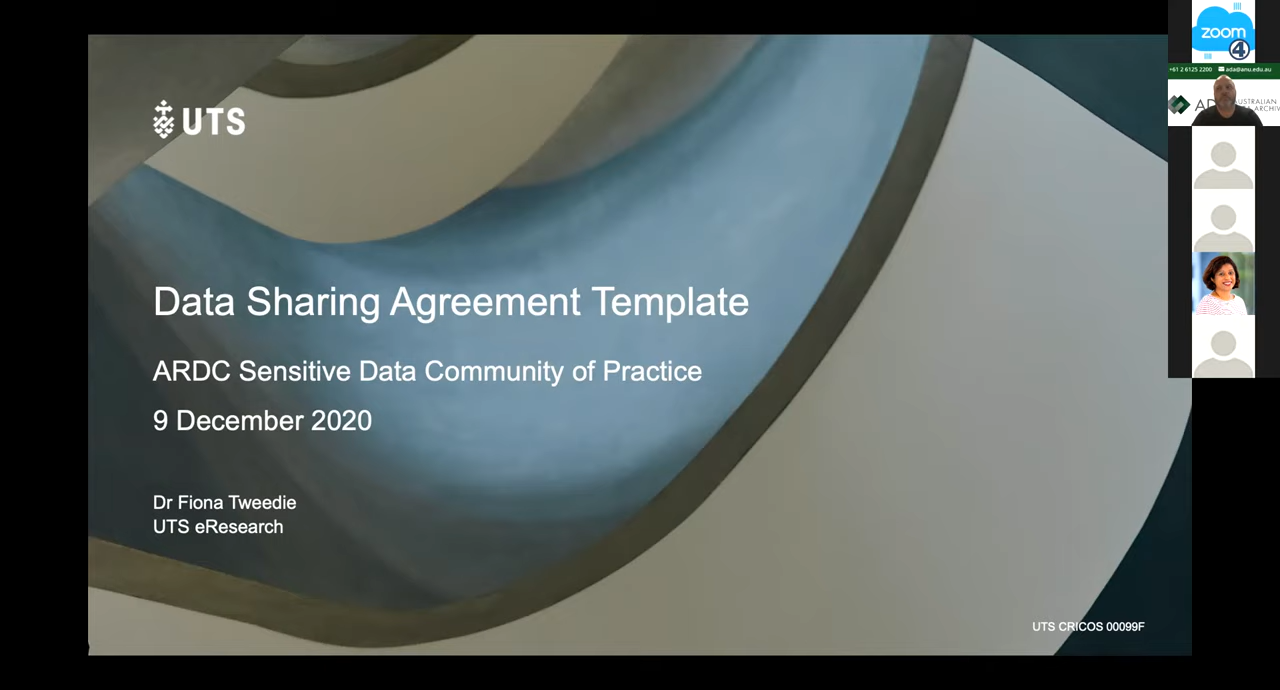 UTS
Data Sharing Agreement Template
ARDC Sensitive Data Community of Practice
9 December 2020
Dr Fiona Tweedie
UTS eResearch
UTS CRICOS 00099F
zoom
4
+61 2 6125 2200 ada@anu.edu.au